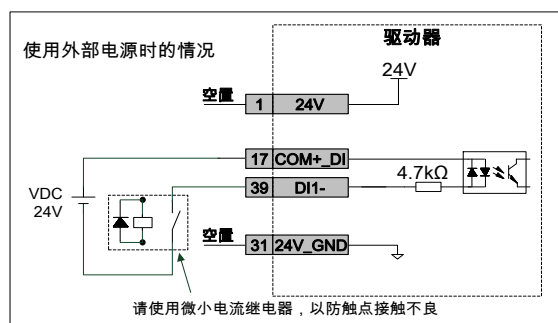 使用外部电源时的情况
驱动器
24V
空置 1 24V
17 COM+_DI
4.7kΩ
39 DI1-
VDC
24V
空置 31 24V_GND
请使用微小电流继电器，以防触点接触不良